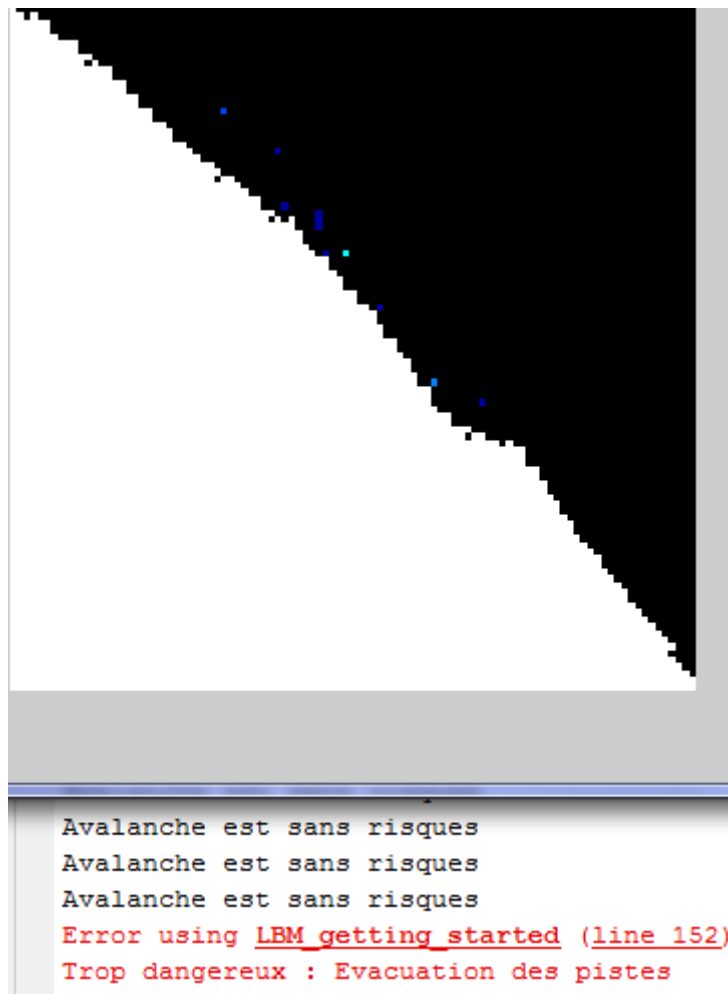 Avalanche est sans risques
Avalanche est sans risques
Avalanche est sans risques
Error using LBM_getting_started (line 152)
Trop dangereux : Evacuation des pistes